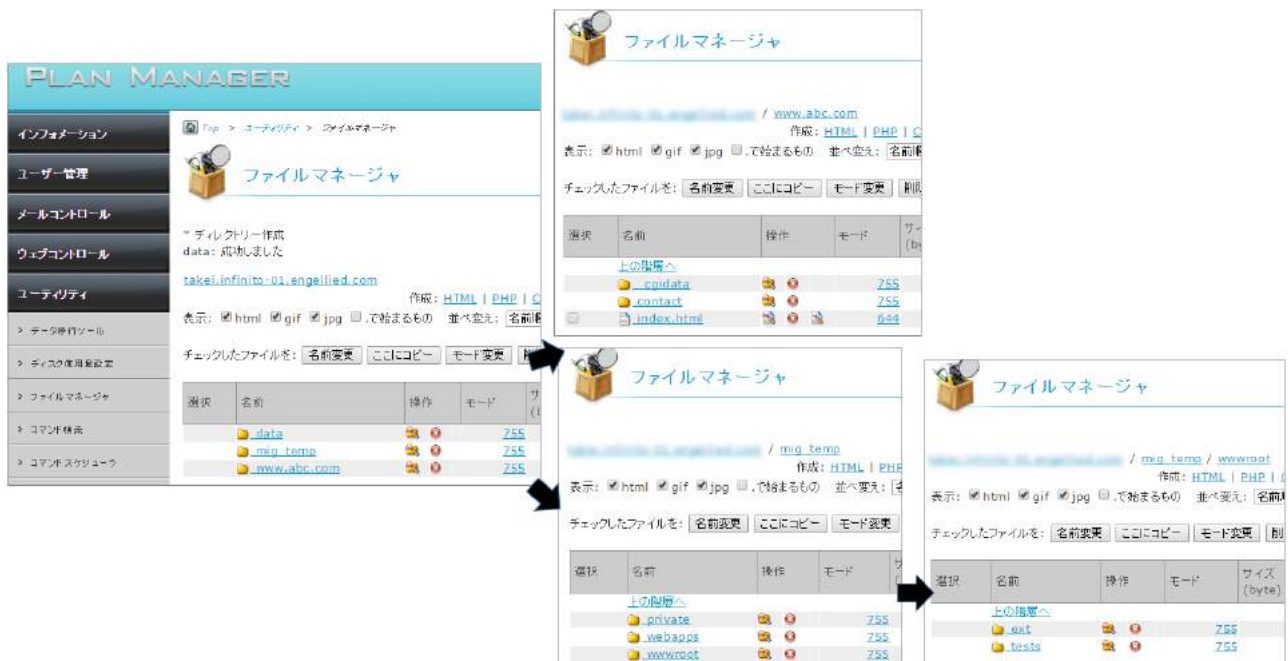 PLAN MANAGER
インフォメーション
ユーザー管理
メールコントロール
ウェブコントロール
ユーティリティ
> データ移行ツール
> ディスク使用量設定
> ファイルマネージャ
> コマンド検索
> コマンドスケジューラ
Top > ユーティリティ > ファイルマネージャ
ファイルマネージャ
* ディレクトリー作成
data: 成功しました
takei.infinito-01.engellied.com
作成: HTML | PHP | C
表示: html gif jpg .で始まるもの 並べ変え: 名前順
チェックしたファイルを: 名前変更 ここにコピー モード変更
選択 名前 操作 モード
data 755
mig_temp 755
www.abc.com 755
ファイルマネージャ
/ www.abc.com
作成: HTML | PHP | C
表示: html gif jpg .で始まるもの 並べ変え: 名前順
チェックしたファイルを: 名前変更 ここにコピー モード変更 削除
選択 名前 操作 モード
上の階層へ
_cgidata 755
contact 755
index.html 644
ファイルマネージャ
/ mig_temp
作成: HTML | PHP
表示: html gif jpg .で始まるもの 並べ変え:
チェックしたファイルを: 名前変更 ここにコピー モード変更
選択 名前 操作 モード
上の階層へ
private 755
webapps 755
wwwroot 755
ファイルマネージャ
/ mig_temp / wwwroot
作成: HTML | PHP |
表示: html gif jpg .で始まるもの 並べ変え: 名前順
チェックしたファイルを: 名前変更 ここにコピー モード変更 削
選択 名前 操作 モード サイズ (byte)
上の階層へ
ext 755
tests 755